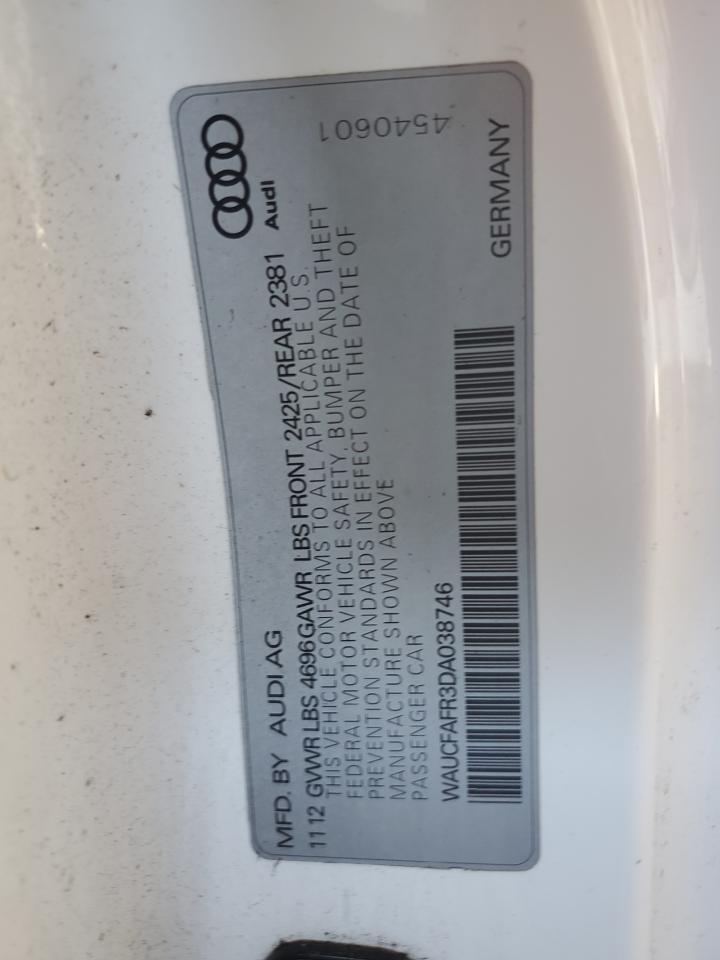 MFD. BY AUDI AG
11 12 GVWR LBS 4696 GAWR LBS FRONT 2425/REAR 2381
Audi
THIS VEHICLE CONFORMS TO ALL APPLICABLE U.S.
FEDERAL MOTOR VEHICLE SAFETY, BUMPER AND THEFT
PREVENTION STANDARDS IN EFFECT ON THE DATE OF
MANUFACTURE SHOWN ABOVE
PASSENGER CAR
4540601
WAUCFAFR3DA038746
GERMANY